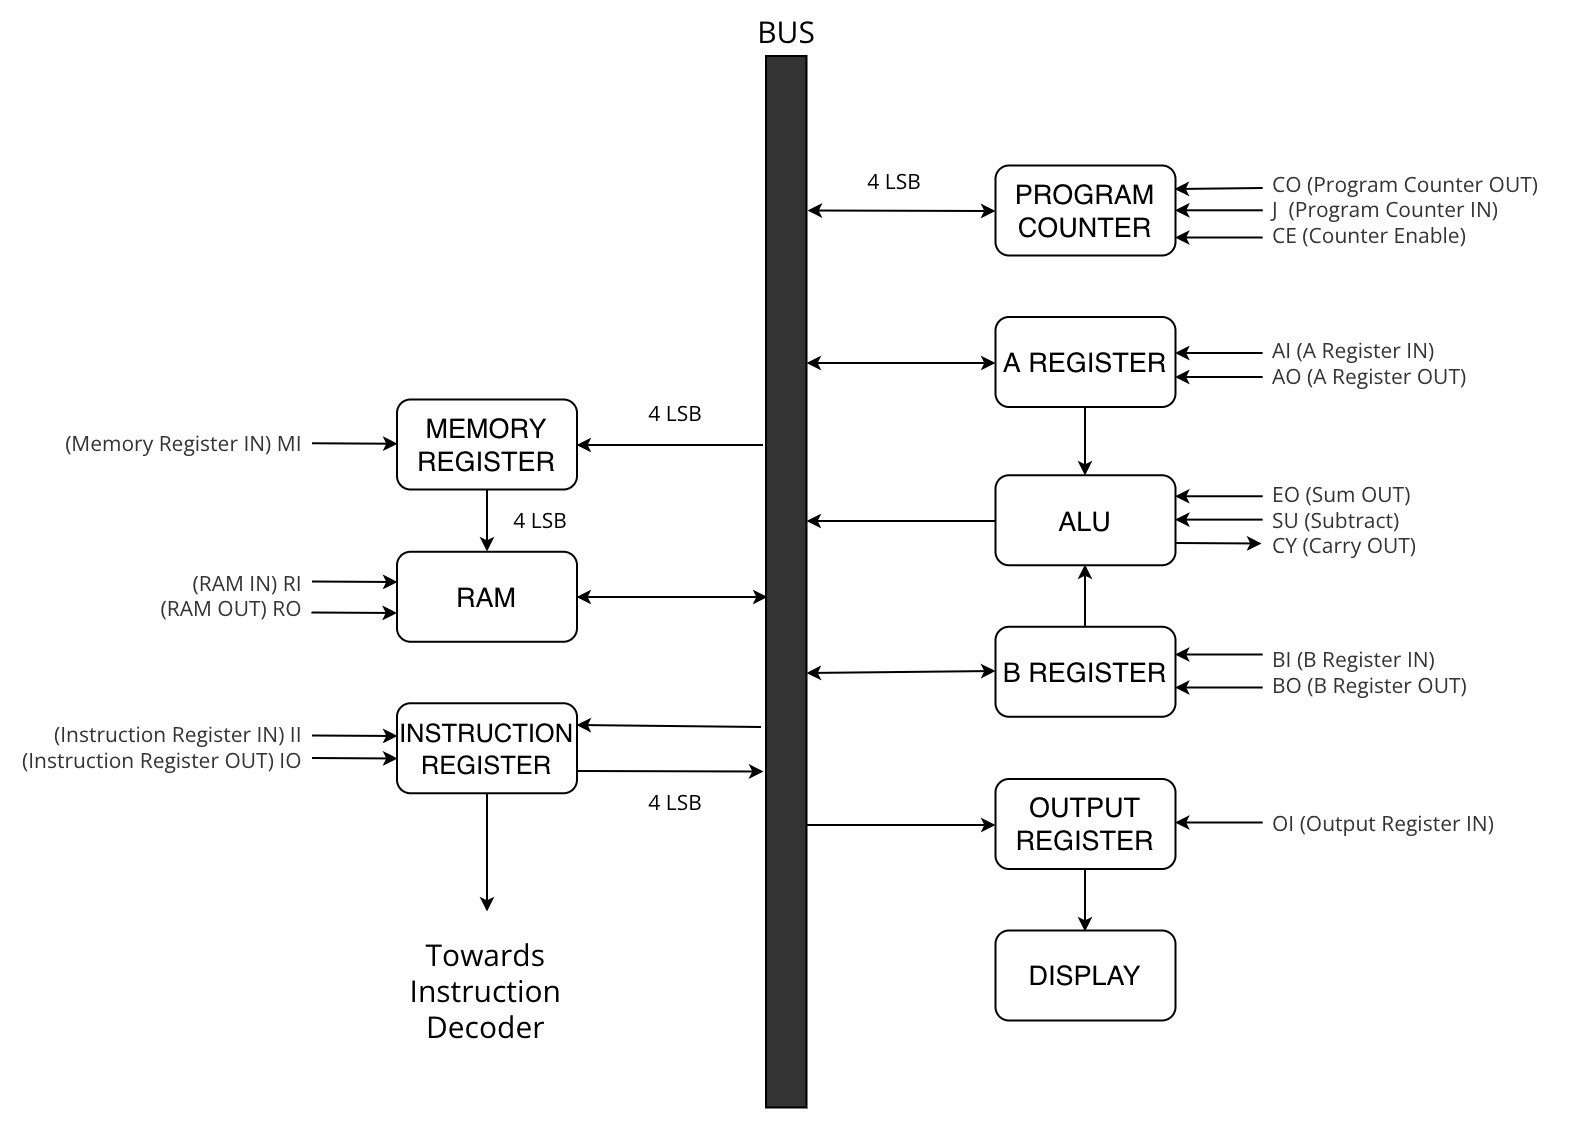 BUS
4 LSB
PROGRAM
COUNTER
CO (Program Counter OUT)
J  (Program Counter IN)
CE (Counter Enable)
A REGISTER
AI (A Register IN)
AO (A Register OUT)
(Memory Register IN) MI
MEMORY
REGISTER
4 LSB
4 LSB
ALU
EO (Sum OUT)
SU (Subtract)
CY (Carry OUT)
(RAM IN) RI
(RAM OUT) RO
RAM
B REGISTER
BI (B Register IN)
BO (B Register OUT)
(Instruction Register IN) II
(Instruction Register OUT) IO
INSTRUCTION
REGISTER
4 LSB
OUTPUT
REGISTER
OI (Output Register IN)
Towards
Instruction
Decoder
DISPLAY